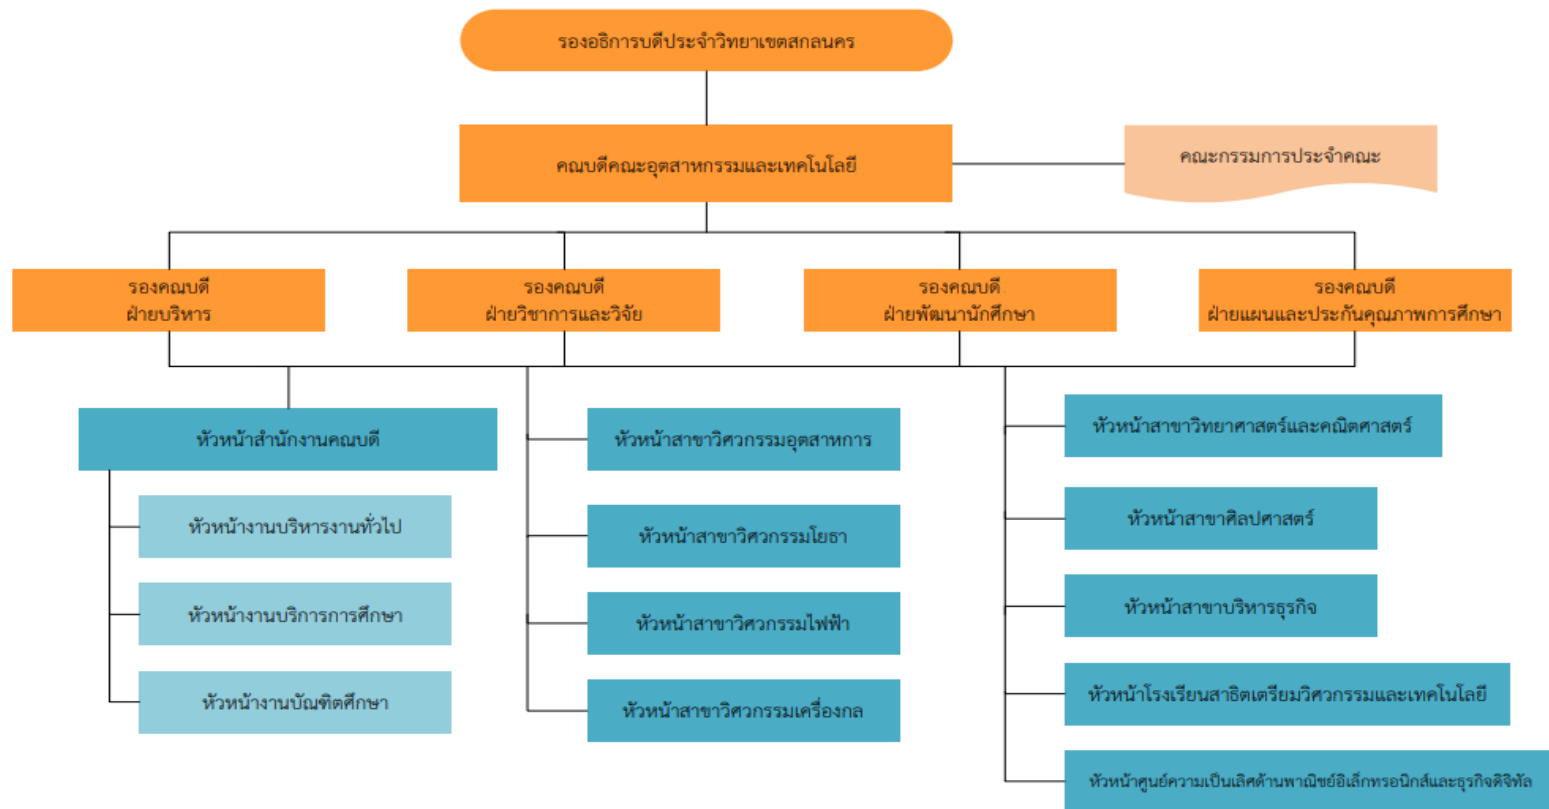 รองอธิการบดีประจำวิทยาเขตสกลนคร
คณบดีคณะอุตสาหกรรมและเทคโนโลยี
คณะกรรมการประจำคณะ
รองคณบดี
ฝ่ายบริหาร
รองคณบดี
ฝ่ายวิชาการและวิจัย
รองคณบดี
ฝ่ายพัฒนานักศึกษา
รองคณบดี
ฝ่ายแผนและประกันคุณภาพการศึกษา
หัวหน้าสำนักงานคณบดี
หัวหน้างานบริหารงานทั่วไป
หัวหน้างานบริการการศึกษา
หัวหน้างานบัณฑิตศึกษา
หัวหน้าสาขาวิศวกรรมอุตสาหการ
หัวหน้าสาขาวิศวกรรมโยธา
หัวหน้าสาขาวิศวกรรมไฟฟ้า
หัวหน้าสาขาวิศวกรรมเครื่องกล
หัวหน้าสาขาวิทยาศาสตร์และคณิตศาสตร์
หัวหน้าสาขาศิลปศาสตร์
หัวหน้าสาขาบริหารธุรกิจ
หัวหน้าโรงเรียนสาธิตเตรียมวิศวกรรมและเทคโนโลยี
หัวหน้าศูนย์ความเป็นเลิศด้านพาณิชย์อิเล็กทรอนิกส์และธุรกิจดิจิทัล